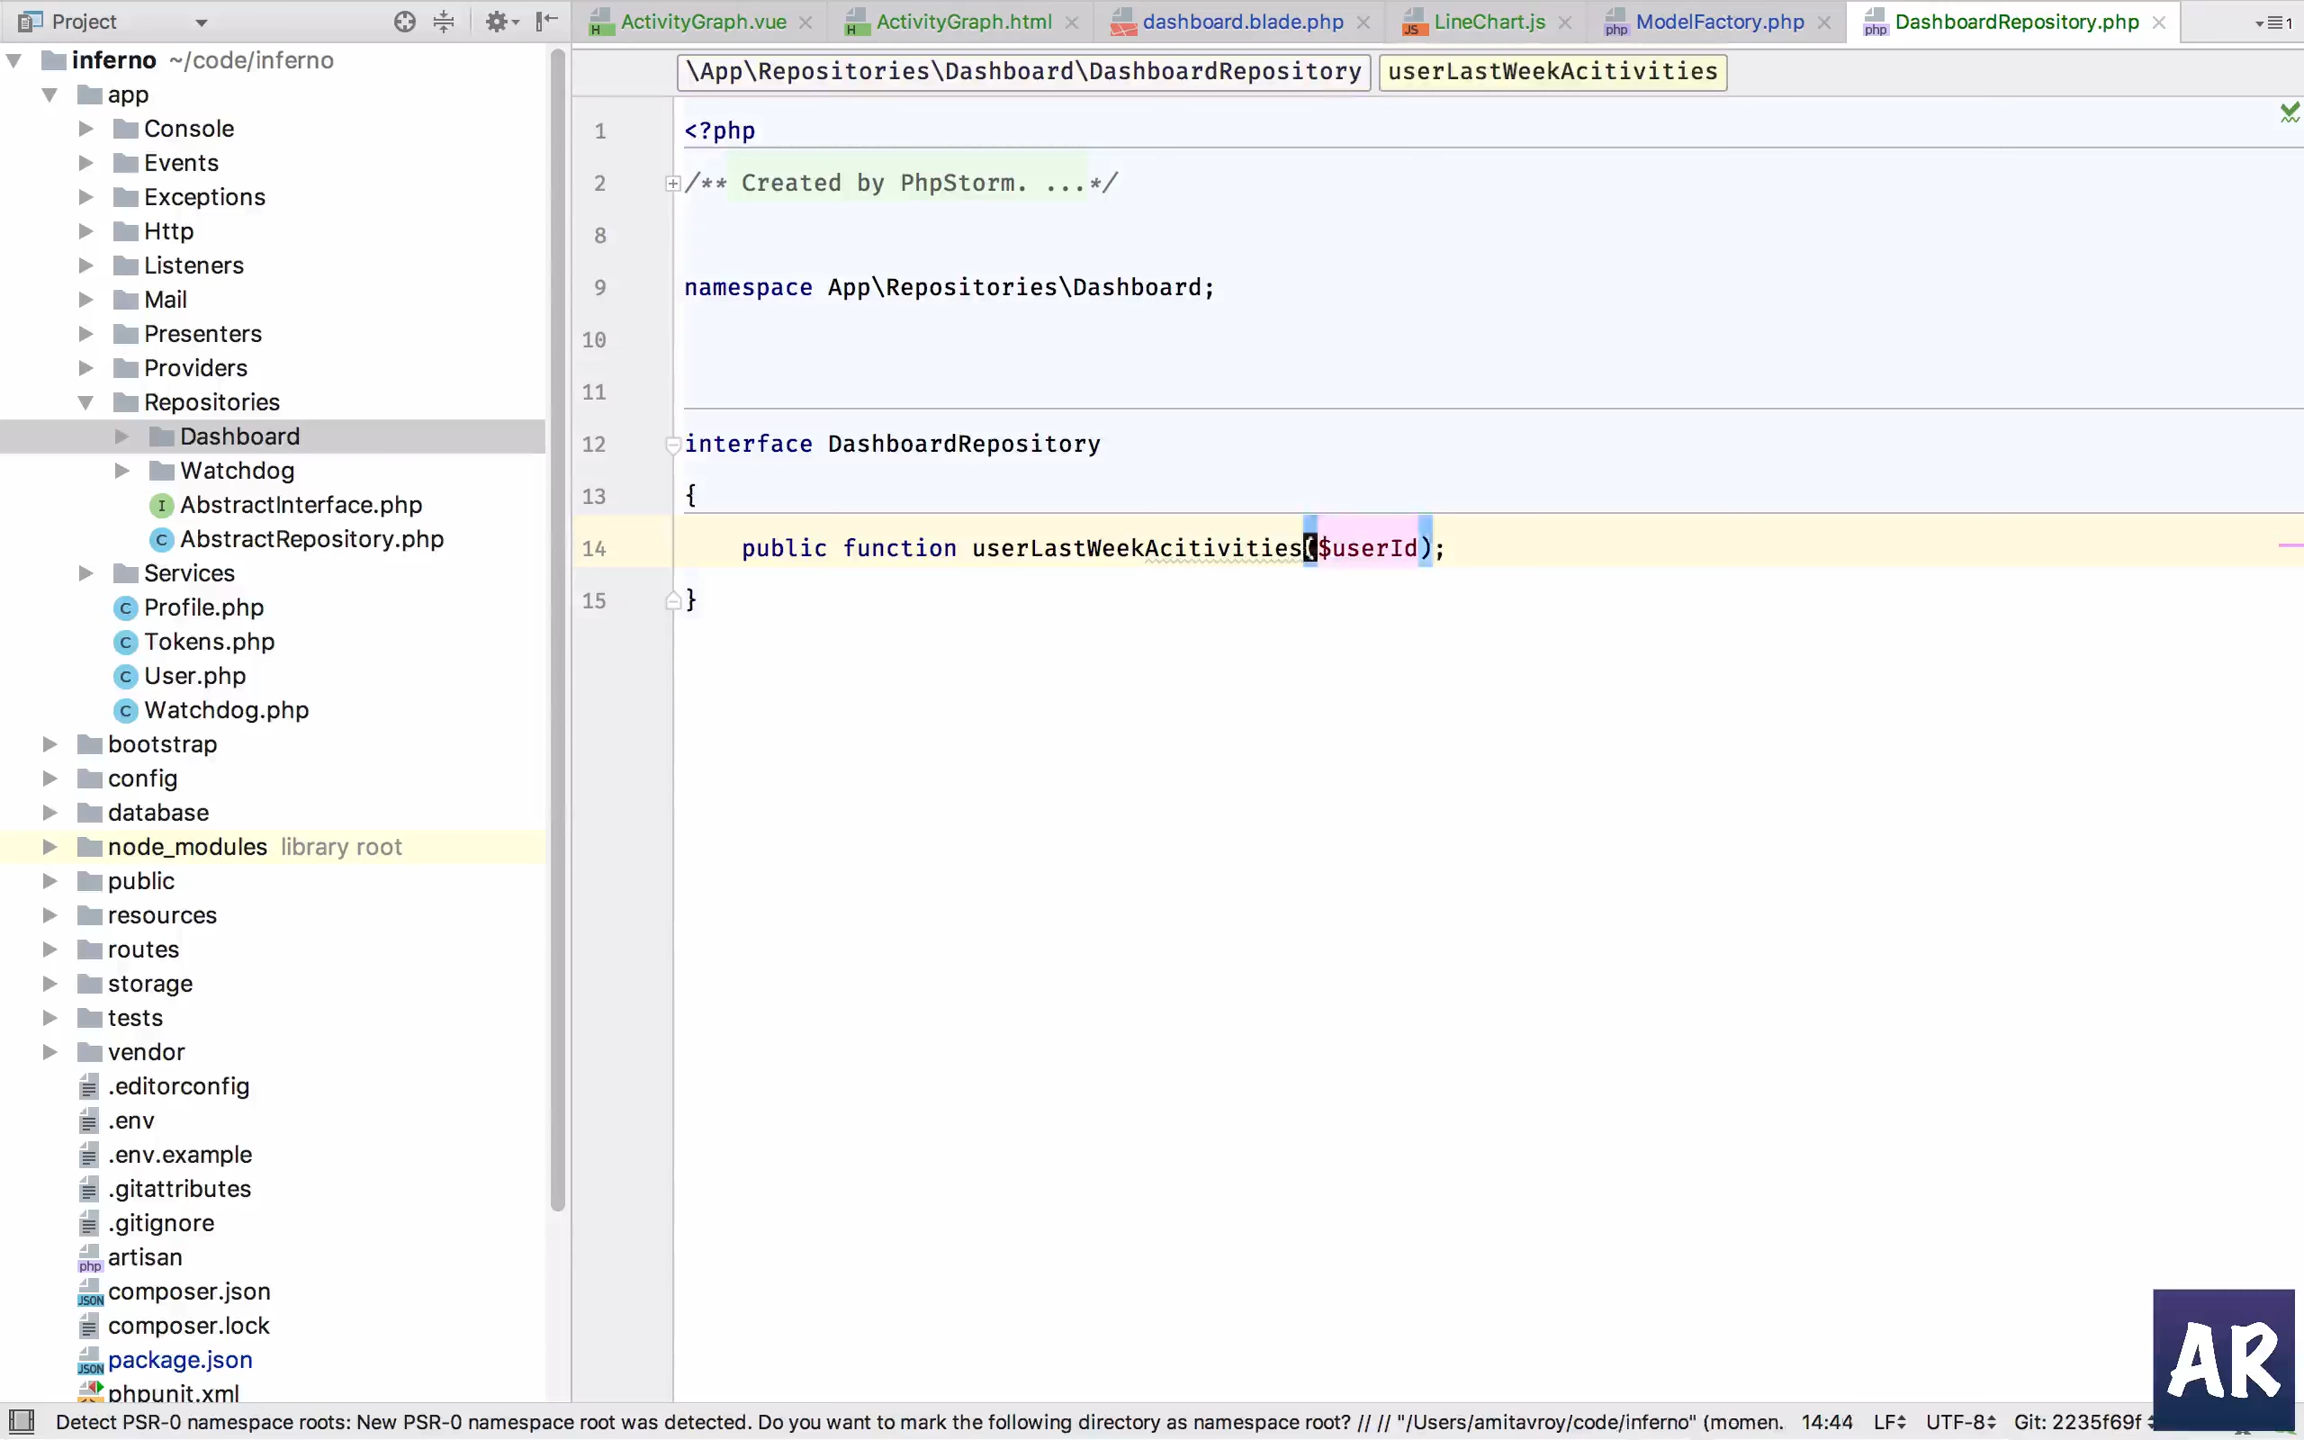 Project
ActivityGraph.vue ActivityGraph.html dashboard.blade.php LineChart.js ModelFactory.php DashboardRepository.php 1
inferno ~/code/inferno
app
Console
Events
Exceptions
Http
Listeners
Mail
Presenters
Providers
Repositories
Dashboard
Watchdog
AbstractInterface.php
AbstractRepository.php
Services
Profile.php
Tokens.php
User.php
Watchdog.php
bootstrap
config
database
node_modules library root
public
resources
routes
storage
tests
vendor
.editorconfig
.env
.env.example
.gitattributes
.gitignore
artisan
composer.json
composer.lock
package.json
phpunit.xml
\App\Repositories\Dashboard\DashboardRepository userLastWeekAcitivities
1 <?php
2 /** Created by PhpStorm. ...*/
8
9 namespace App\Repositories\Dashboard;
10
11
12 interface DashboardRepository
13 {
14 public function userLastWeekAcitivities($userId);
15 }
AR
Detect PSR-0 namespace roots: New PSR-0 namespace root was detected. Do you want to mark the following directory as namespace root? // // "/Users/amitavroy/code/inferno" (momen. 14:44 LF UTF-8 Git: 2235f69f